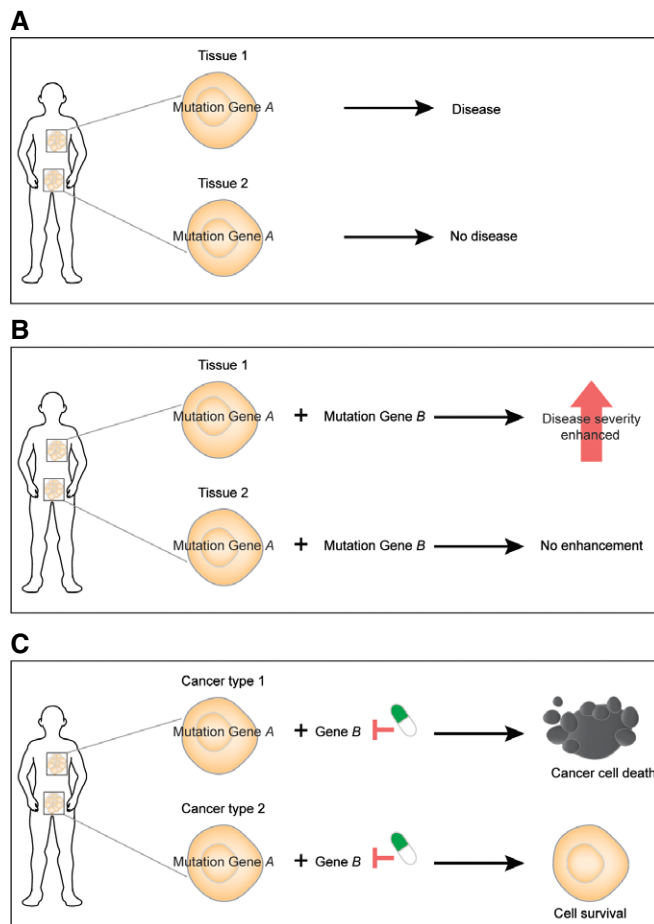 A
Tissue 1
Mutation Gene A
Disease
Tissue 2
Mutation Gene A
No disease
B
Tissue 1
Mutation Gene A + Mutation Gene B
Disease severity
enhanced
Tissue 2
Mutation Gene A + Mutation Gene B
No enhancement
C
Cancer type 1
Mutation Gene A + Gene B
Cancer cell death
Cancer type 2
Mutation Gene A + Gene B
Cell survival